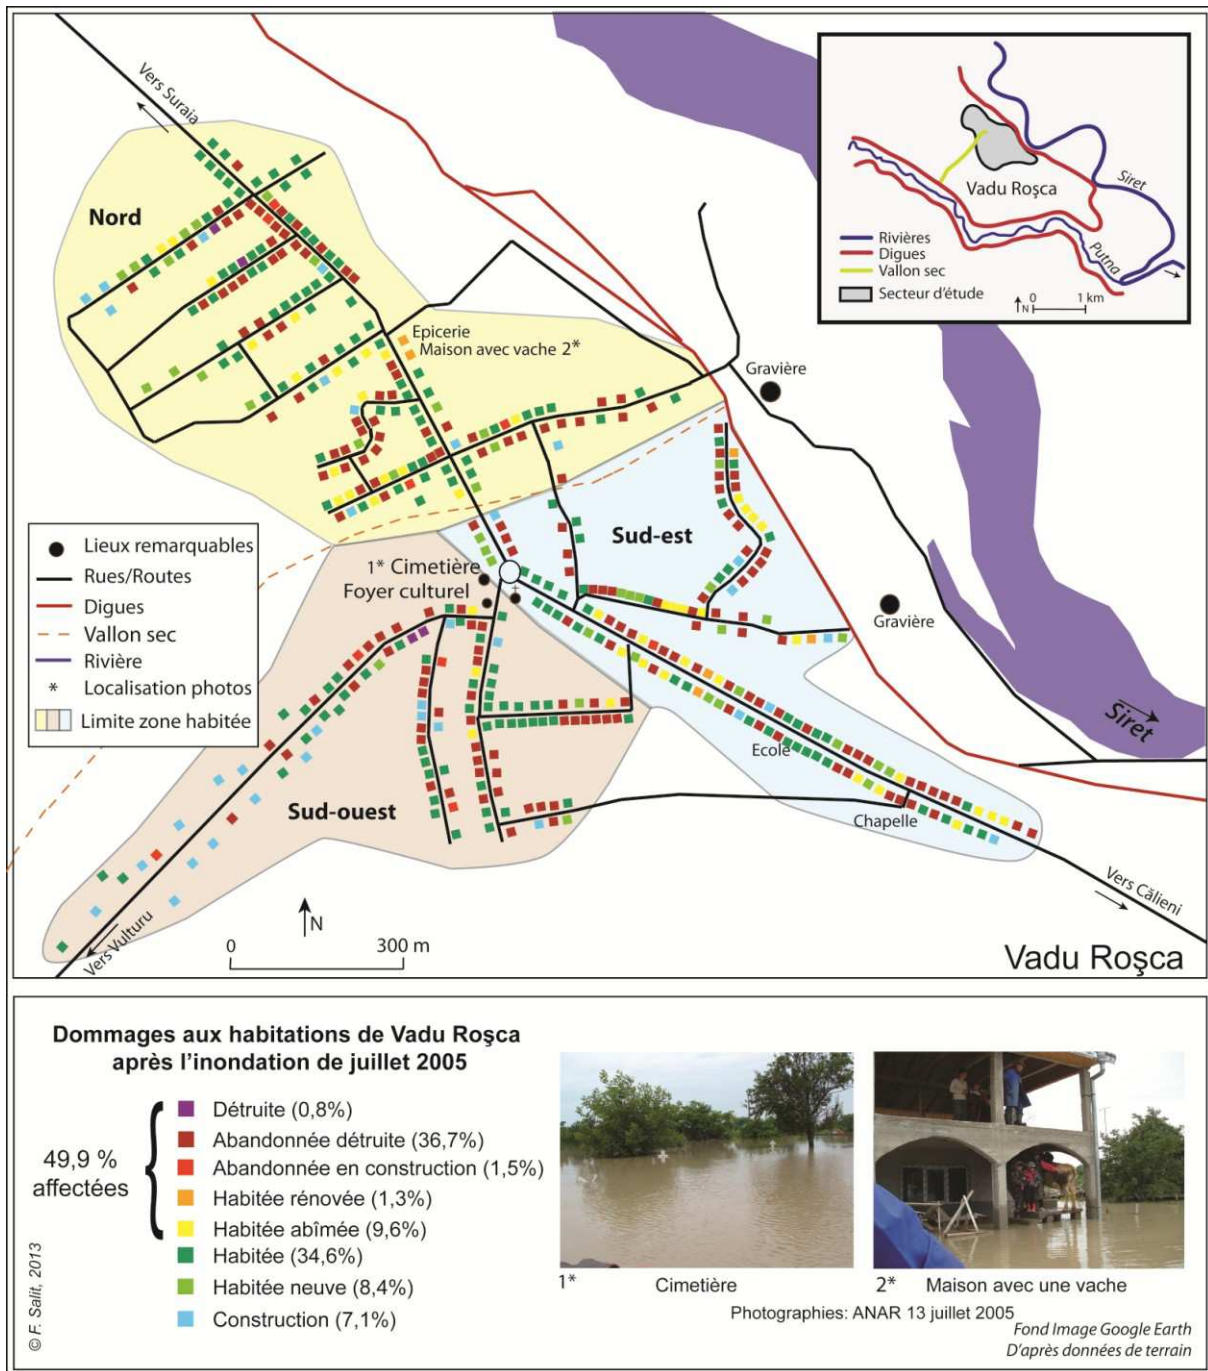 Vers Suraia
Nord
Epicerie
Maison avec vache 2*
Gravière
Sud-est
1* Cimetière
Foyer culturel
Gravière
Siret
Sud-ouest
Ecole
Chapelle
Vers Vulturu
Vers Călieni
N
0 300 m
Vadu Roşca
Lieux remarquables
Rues/Routes
Digues
Vallon sec
Rivière
* Localisation photos
Limite zone habitée
Siret
Vadu Roşca
Putna
Rivières
Digues
Vallon sec
Secteur d'étude
N
0 1 km
Dommages aux habitations de Vadu Roşca
après l'inondation de juillet 2005
49,9 %
affectées
Détruite (0,8%)
Abandonnée détruite (36,7%)
Abandonnée en construction (1,5%)
Habitée rénovée (1,3%)
Habitée abîmée (9,6%)
Habitée (34,6%)
Habitée neuve (8,4%)
Construction (7,1%)
© F. Salit, 2013
1* Cimetière
2* Maison avec une vache
Photographies: ANAR 13 juillet 2005
Fond Image Google Earth
D'après données de terrain